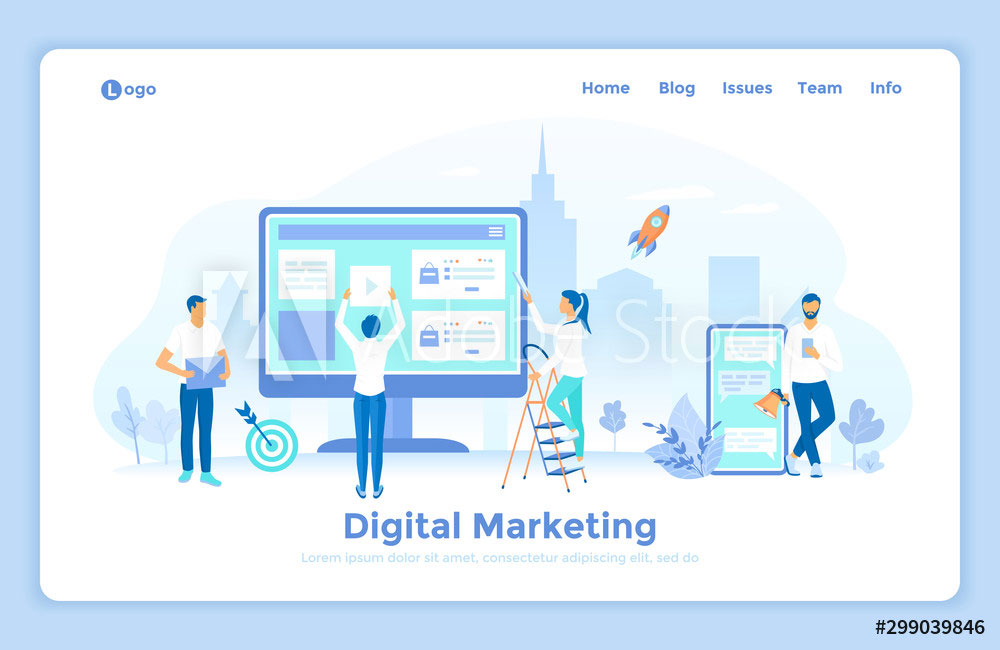 Logo
Home Blog Issues Team Info
Adobe Stock
Digital Marketing
Lorem ipsum dolor sit amet, consectetur adipiscing elit, sed do
#299039846